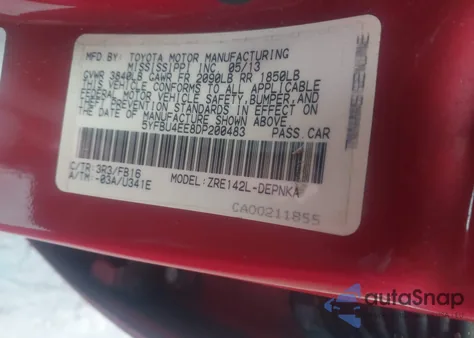 MFD BY: TOYOTA MOTOR MANUFACTURING
MISSISSIPPI INC. 05/13
GVWR 3840LB GAWR FR 2090LB RR 1850LB
THIS VEHICLE CONFORMS TO ALL APPLICABLE
FEDERAL MOTOR VEHICLE SAFETY, BUMPER, AND
THEFT PREVENTION STANDARDS IN EFFECT ON
THE DATE OF MANUFACTURE SHOWN ABOVE.
5YFBU4EE8DP200483 PASS.CAR
C/TR: 3R3/FB16
A/TM: -03A/U341E
MODEL: ZRE142L-DEPNKA
CA00211855
autoSnap